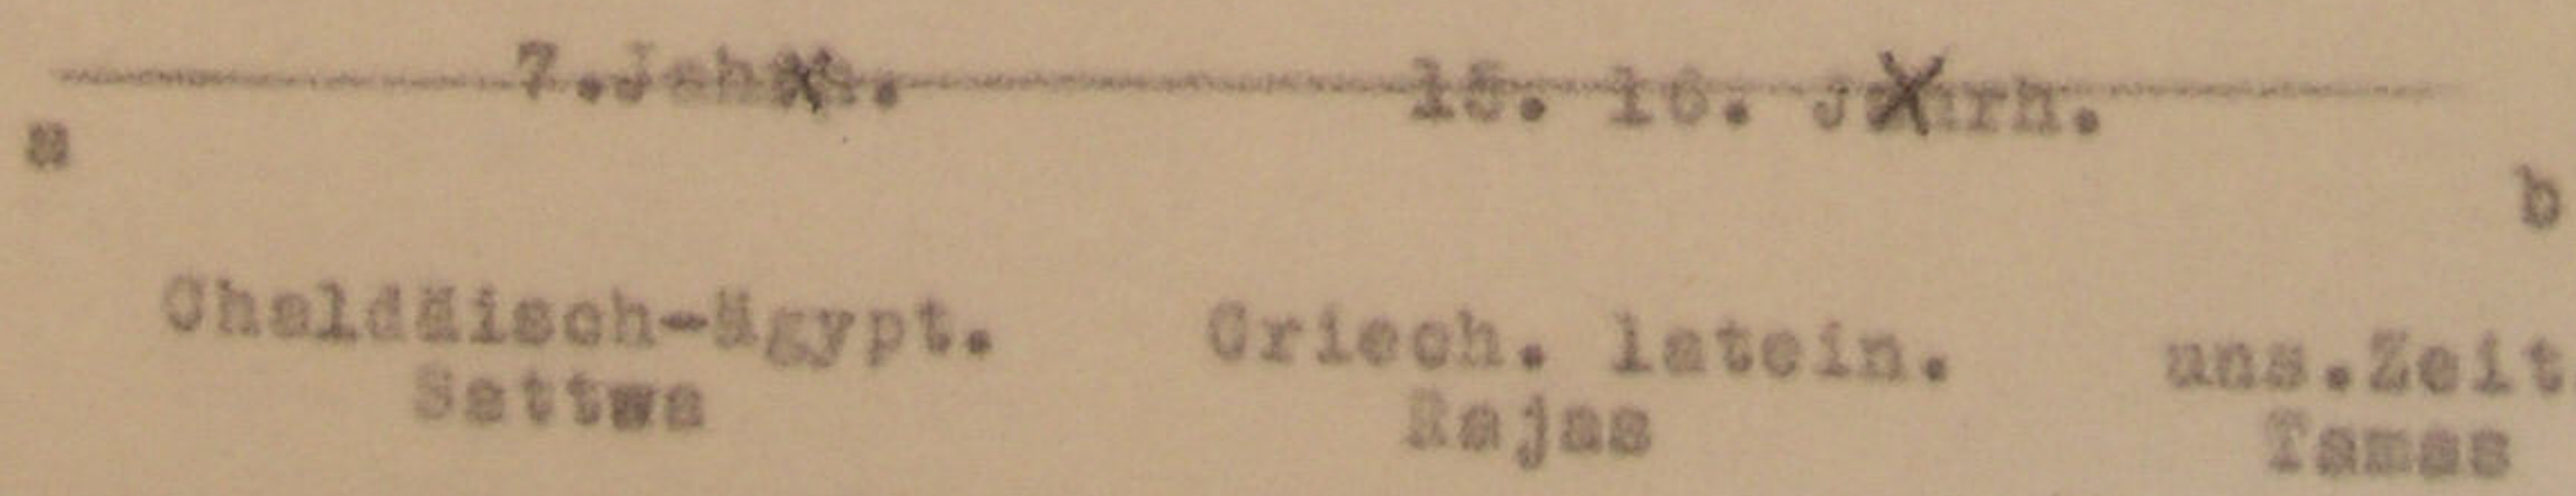 7.Jahrh. 15. 16. Jahrh.
a
b
Chaldäisch-ägypt. Griech. latein. uns.Zeit
Sattwa Rajas Tamas